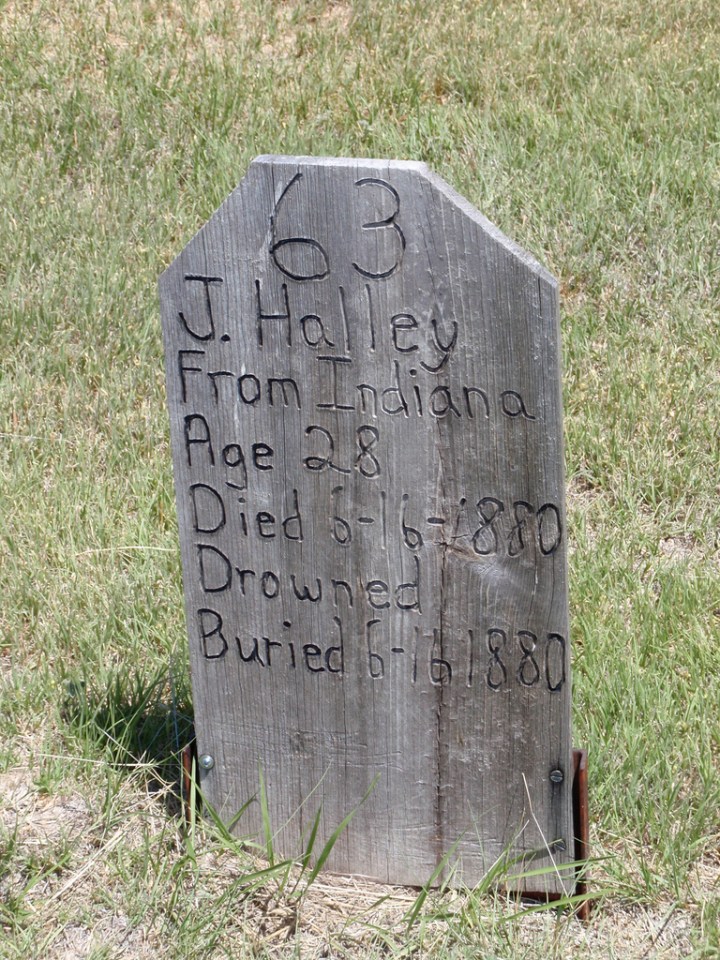 63
J. Halley
From Indiana
Age 28
Died 6-16-1880
Drowned
Buried 6-16 1880